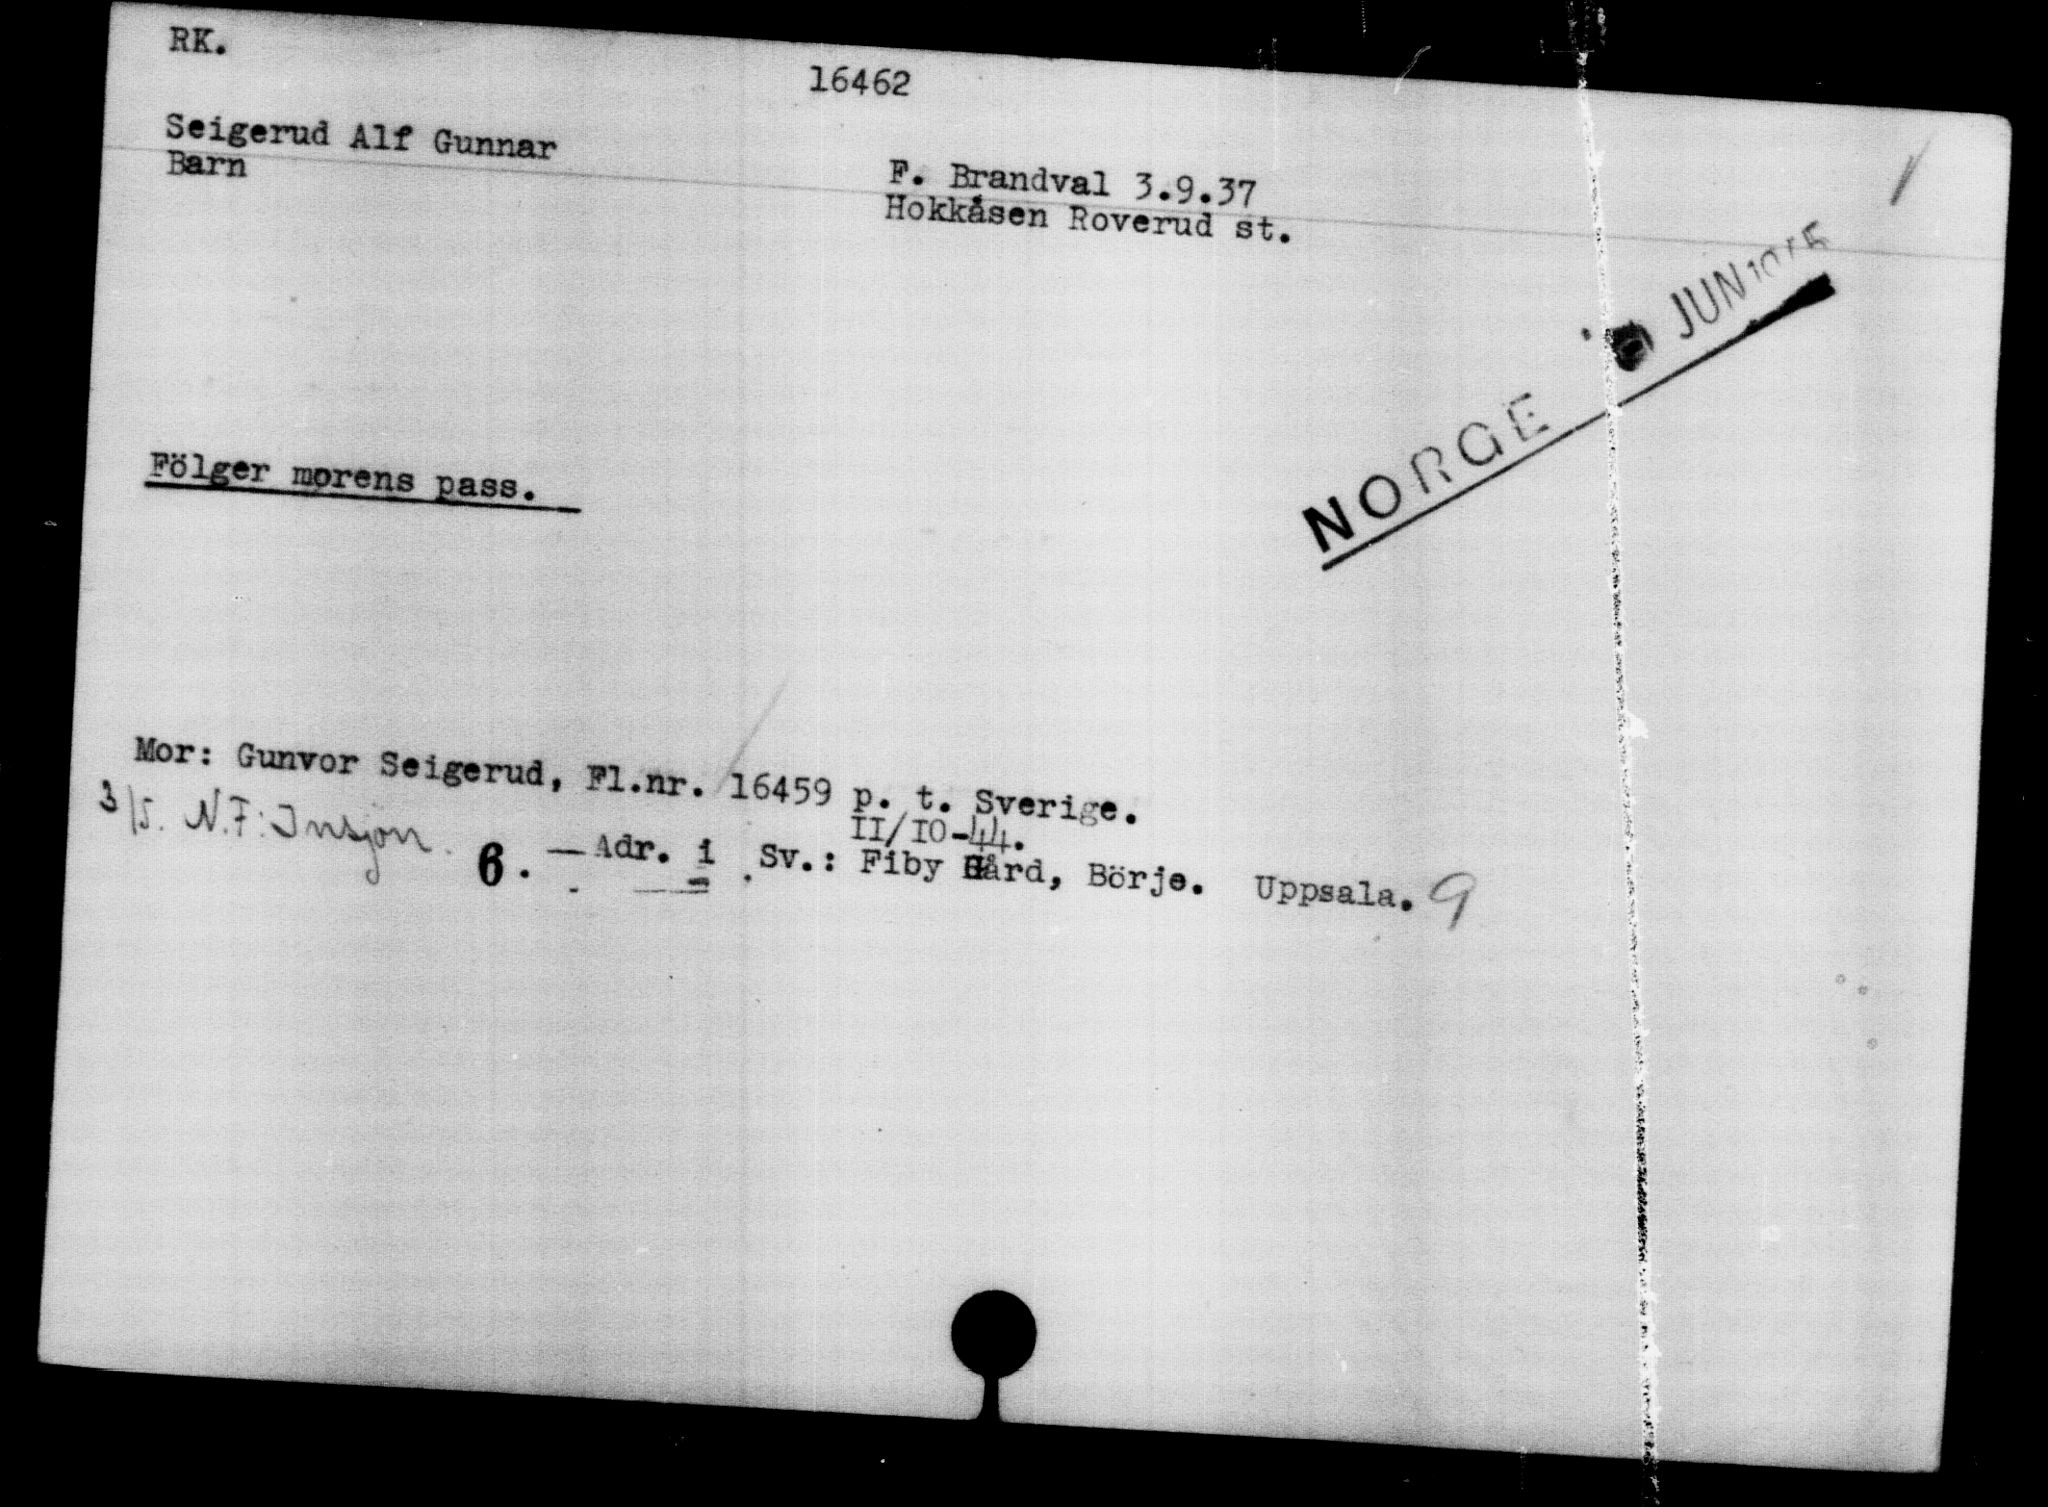 RK.
16462
Seigerud Alf Gunnar
Barn
F. Brandval 3.9.37
Hokkåsen Roverud st.
JUN 1945
NORGE
Fölger morens pass.
Mor: Gunvor Seigerud, Fl.nr. 16459 p. t. Sverige.
3/5. N.F: Insjön
II/IO-44.
6. — Adr. i Sv.: Fiby Gård, Börje. Uppsala. 9